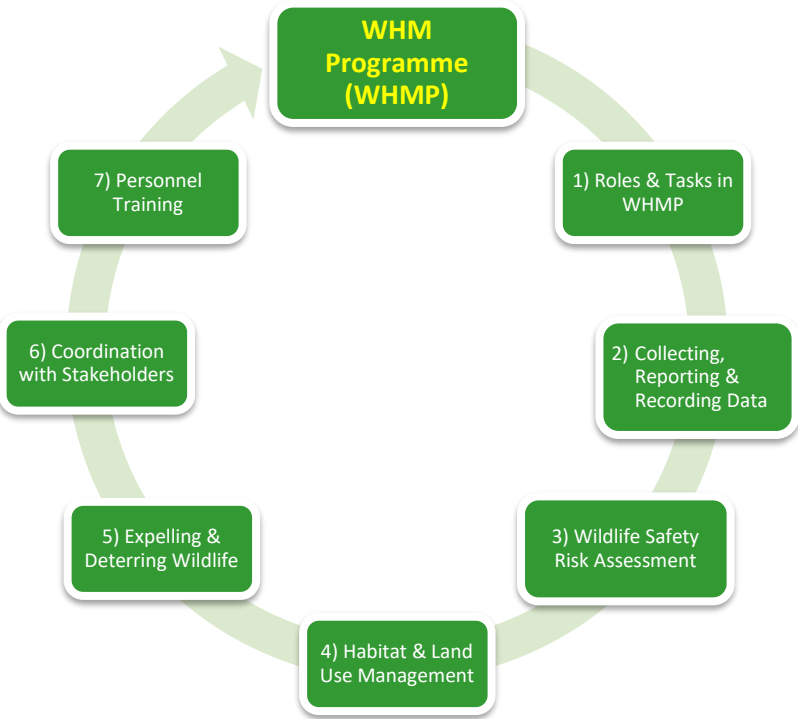 WHM
Programme
(WHMP)
1) Roles & Tasks in
WHMP
2) Collecting,
Reporting &
Recording Data
3) Wildlife Safety
Risk Assessment
4) Habitat & Land
Use Management
5) Expelling &
Deterring Wildlife
6) Coordination
with Stakeholders
7) Personnel
Training